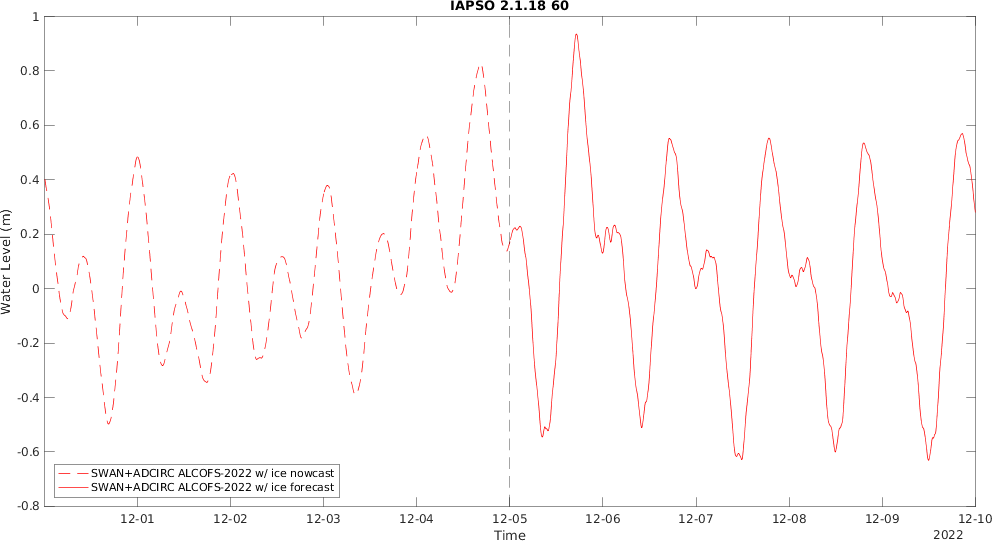 IAPSO 2.1.18 60
1
0.8
0.6
0.4
0.2
0
-0.2
-0.4
-0.6
-0.8
Water Level (m)
SWAN+ADCIRC ALCOFS-2022 w/ ice nowcast
SWAN+ADCIRC ALCOFS-2022 w/ ice forecast
12-01 12-02 12-03 12-04 12-05 12-06 12-07 12-08 12-09 12-10
Time
2022